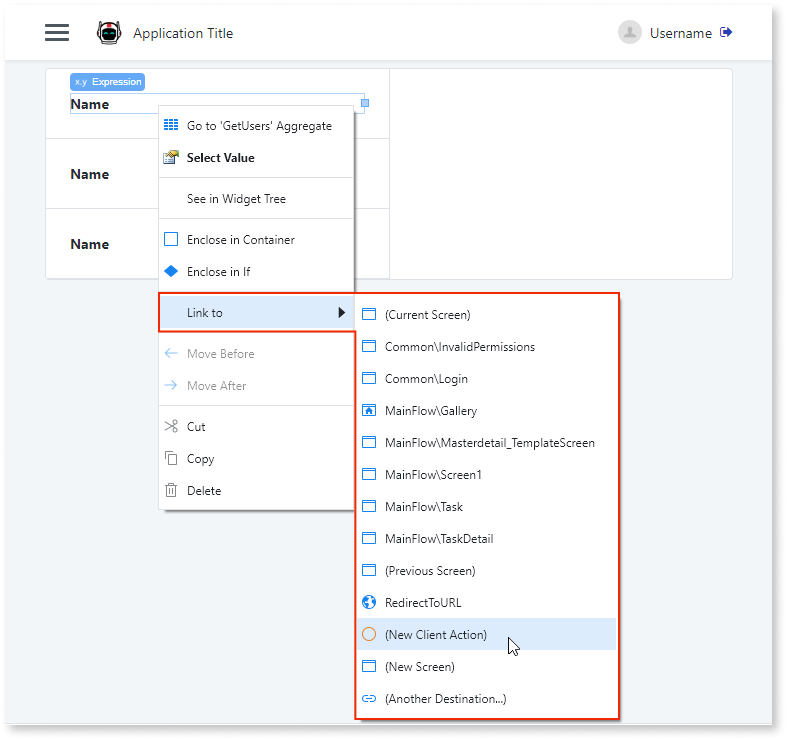 Application Title
Username
x.y Expression
Name
Go to 'GetUsers' Aggregate
Select Value
Name
See in Widget Tree
Name
Enclose in Container
Enclose in If
Link to
Move Before
Move After
Cut
Copy
Delete
(Current Screen)
Common\InvalidPermissions
Common\Login
MainFlow\Gallery
MainFlow\Masterdetail_TemplateScreen
MainFlow\Screen1
MainFlow\Task
MainFlow\TaskDetail
(Previous Screen)
RedirectToURL
(New Client Action)
(New Screen)
(Another Destination...)